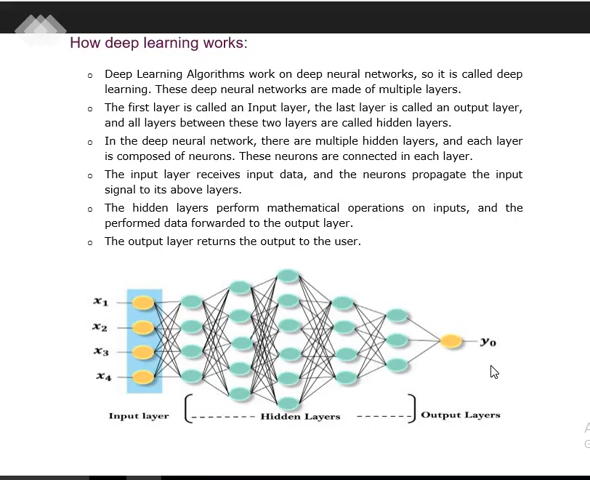 How deep learning works:
o Deep Learning Algorithms work on deep neural networks, so it is called deep
learning. These deep neural networks are made of multiple layers.
o The first layer is called an Input layer, the last layer is called an output layer,
and all layers between these two layers are called hidden layers.
o In the deep neural network, there are multiple hidden layers, and each layer
is composed of neurons. These neurons are connected in each layer.
o The input layer receives input data, and the neurons propagate the input
signal to its above layers.
o The hidden layers perform mathematical operations on inputs, and the
performed data forwarded to the output layer.
o The output layer returns the output to the user.
x1
x2
x3
x4
y0
Input layer
Hidden Layers
Output Layers